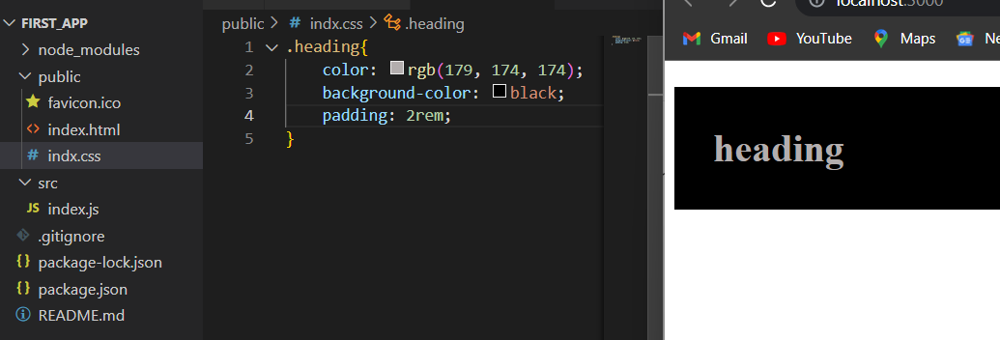 FIRST_APP
node_modules
public
favicon.ico
index.html
# indx.css
src
JS index.js
.gitignore
{} package-lock.json
{} package.json
README.md
public > # indx.css > .heading
1 .heading{
2 color: rgb(179, 174, 174);
3 background-color: black;
4 padding: 2rem;
5 }
localhost:3000
Gmail YouTube Maps Ne
heading